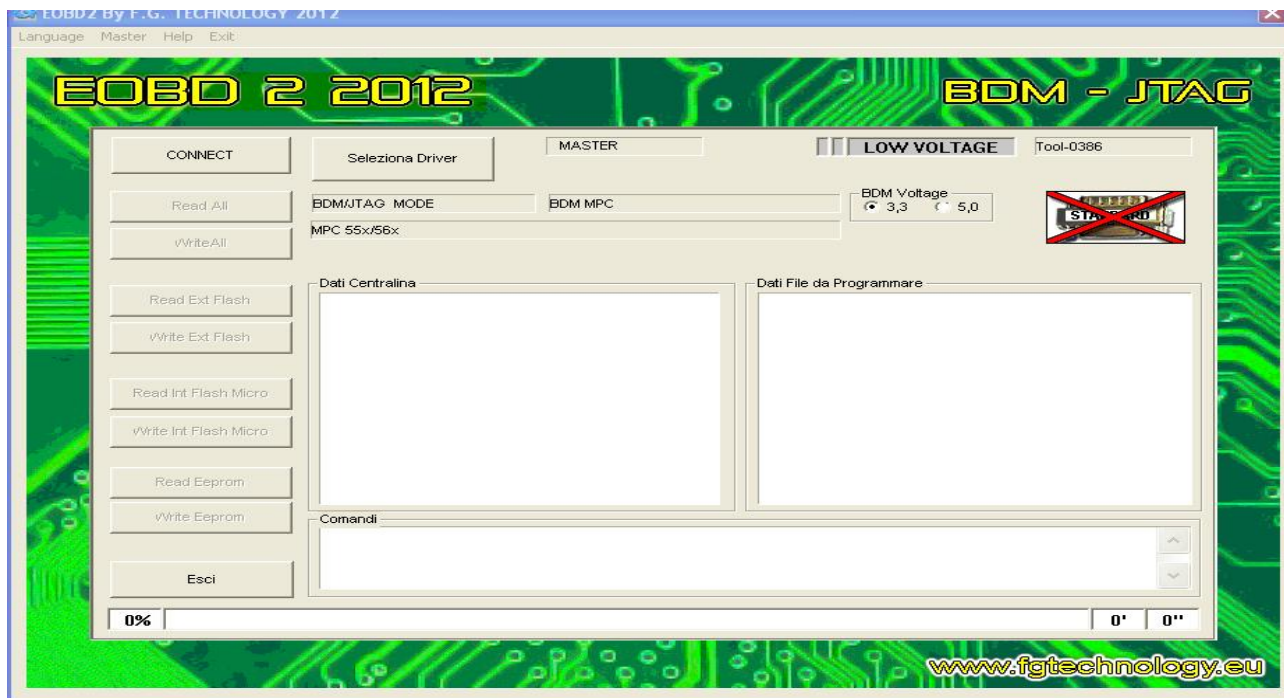 EOBD2 By F.G. TECHNOLOGY 2012
Language Master Help Exit
EOBD 2 2012
BDM - JTAG
CONNECT
Seleziona Driver
MASTER
LOW VOLTAGE
Tool-0386
Read All
BDM/JTAG MODE
BDM MPC
BDM Voltage
3,3
5,0
STANDARD
WriteAll
MPC 55x/56x
Dati Centralina
Dati File da Programmare
Read Ext Flash
Write Ext Flash
Read Int Flash Micro
Write Int Flash Micro
Read Eeprom
Write Eeprom
Comandi
Esci
0%
0'
0''
www.fgtechnology.eu